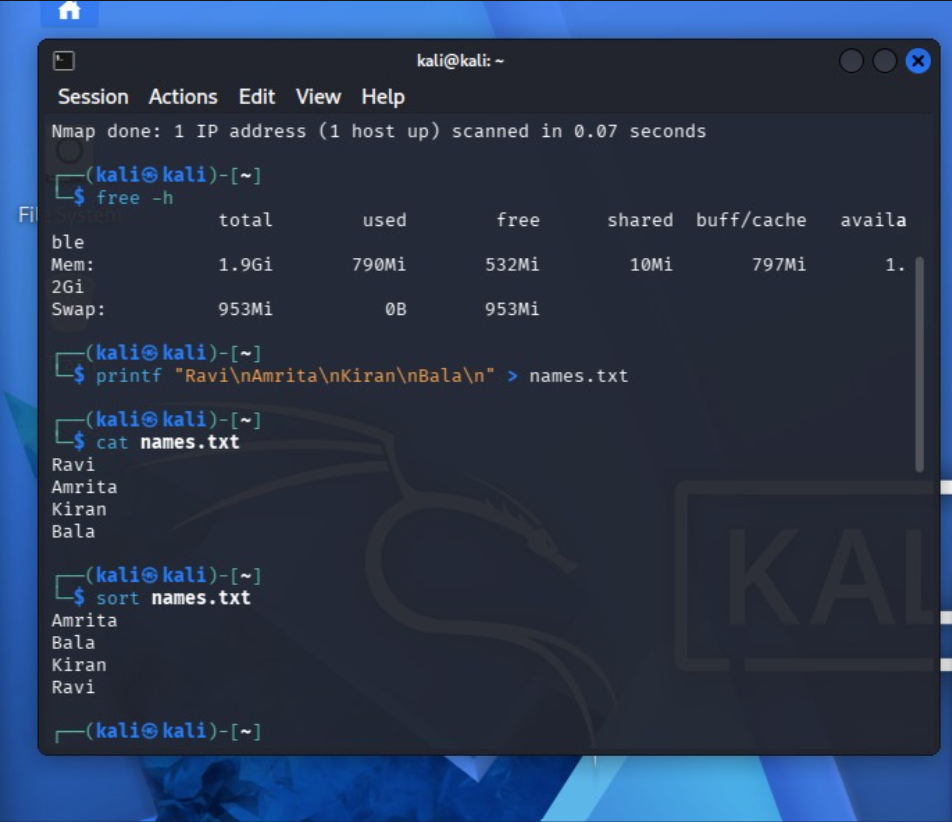 kali@kali: ~
Session Actions Edit View Help
Nmap done: 1 IP address (1 host up) scanned in 0.07 seconds
┌──(kali㉿kali)-[~]
└─$ free -h
total used free shared buff/cache availa
ble
Mem: 1.9Gi 790Mi 532Mi 10Mi 797Mi 1.
2Gi
Swap: 953Mi 0B 953Mi
┌──(kali㉿kali)-[~]
└─$ printf "Ravi\nAmrita\nKiran\nBala\n" > names.txt
┌──(kali㉿kali)-[~]
└─$ cat names.txt
Ravi
Amrita
Kiran
Bala
┌──(kali㉿kali)-[~]
└─$ sort names.txt
Amrita
Bala
Kiran
Ravi
┌──(kali㉿kali)-[~]
File System
KAL